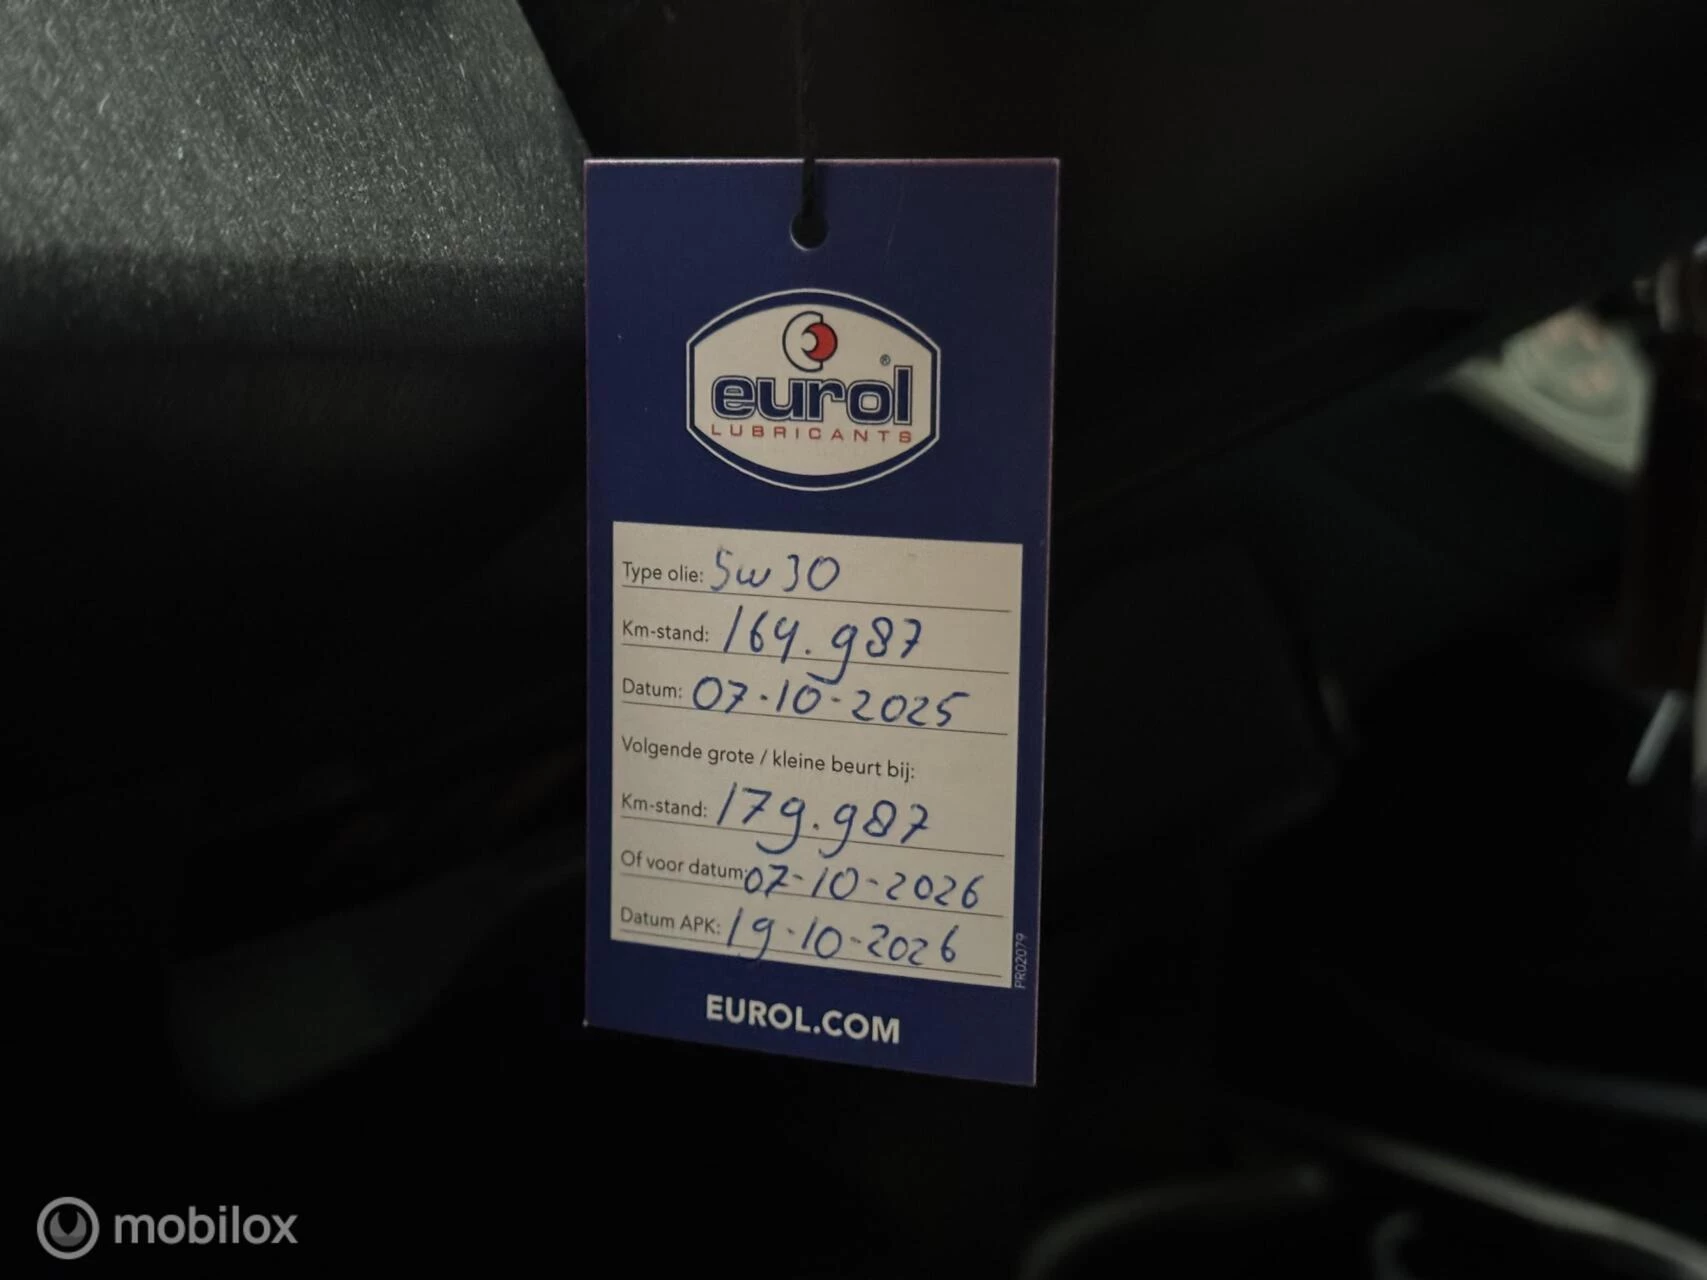 eurol®
LUBRICANTS
Type olie: 5w30
Km-stand: 164.987
Datum: 07-10-2025
Volgende grote / kleine beurt bij:
Km-stand: 179.987
Of voor datum: 07-10-2026
Datum APK: 19-10-2026
PR02079
EUROL.COM
mobilox